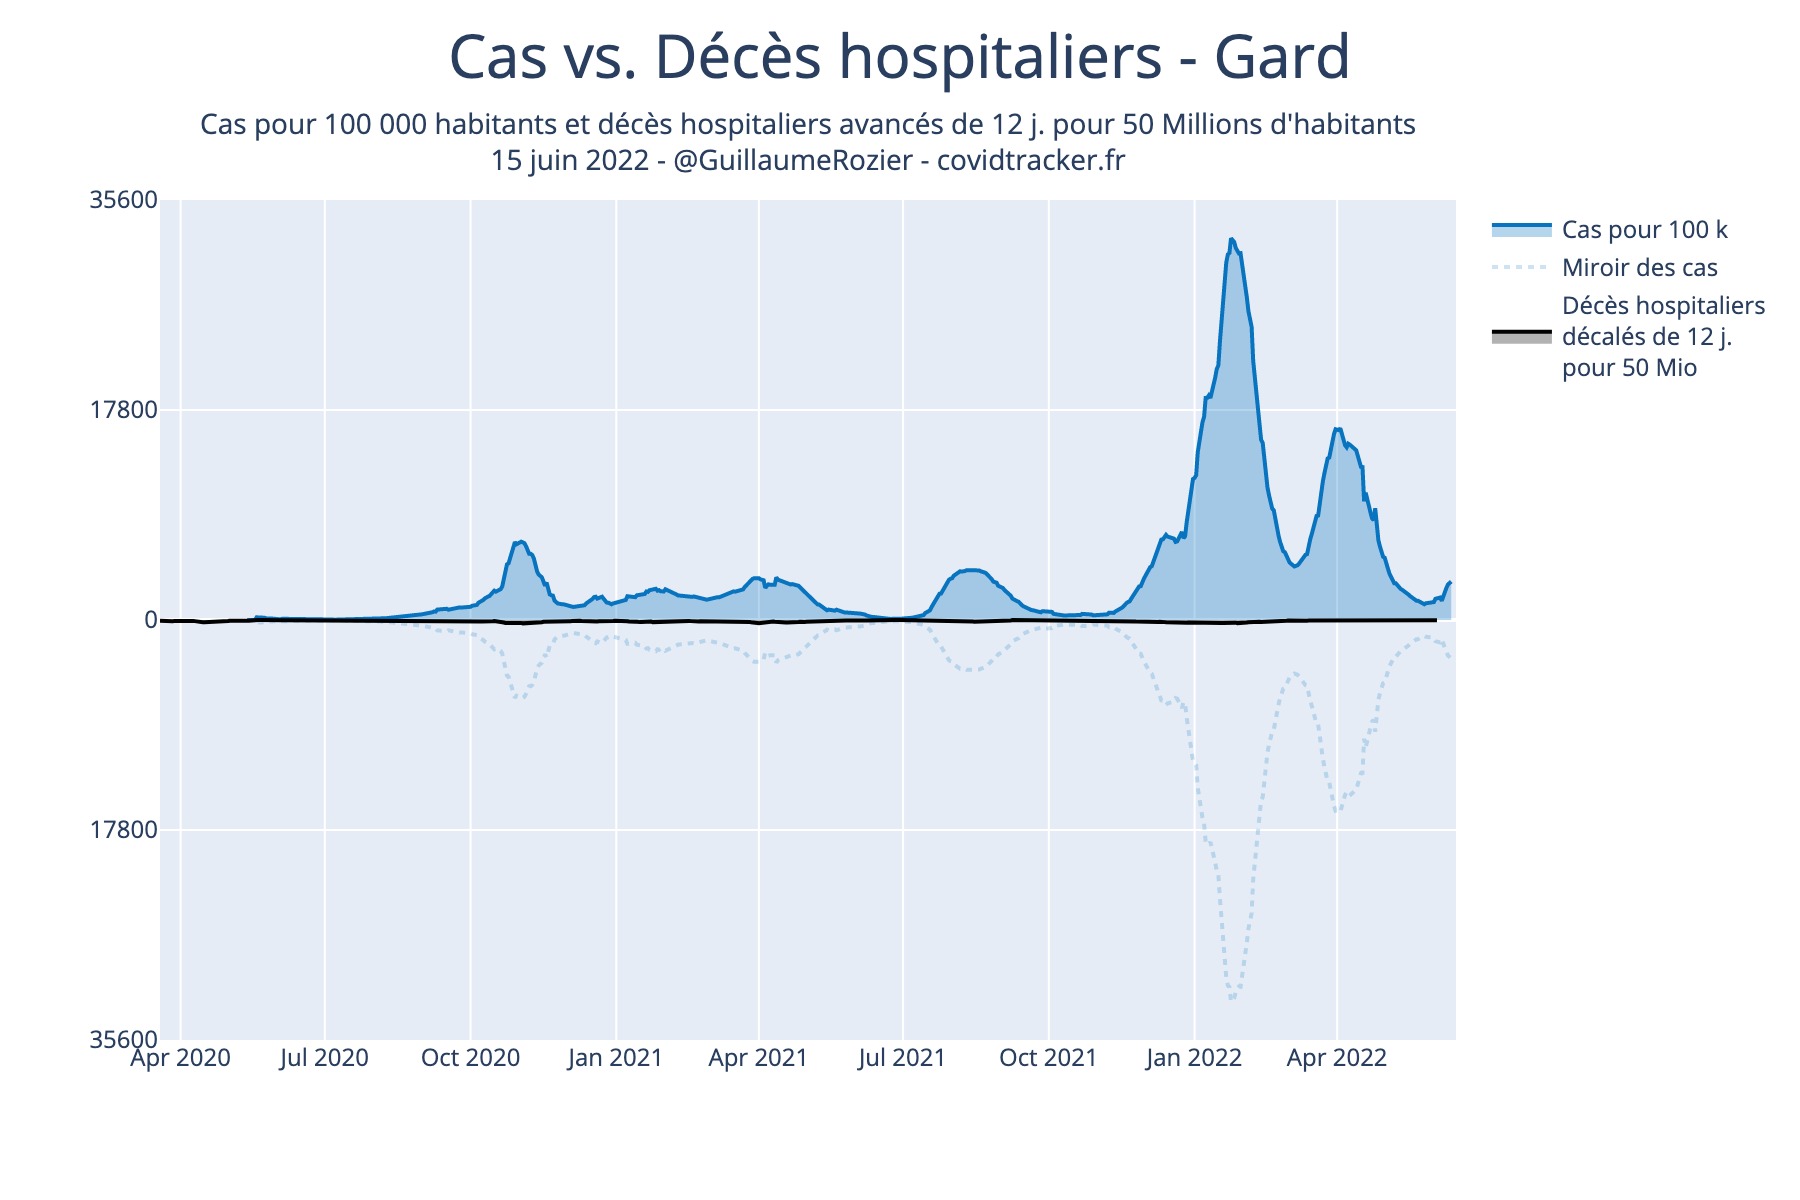 Cas vs. Décès hospitaliers - Gard
Cas pour 100 000 habitants et décès hospitaliers avancés de 12 j. pour 50 Millions d'habitants
15 juin 2022 - @GuillaumeRozier - covidtracker.fr
35600
17800
0
17800
35600
Apr 2020
Jul 2020
Oct 2020
Jan 2021
Apr 2021
Jul 2021
Oct 2021
Jan 2022
Apr 2022
Cas pour 100 k
Miroir des cas
Décès hospitaliers
décalés de 12 j.
pour 50 Mio